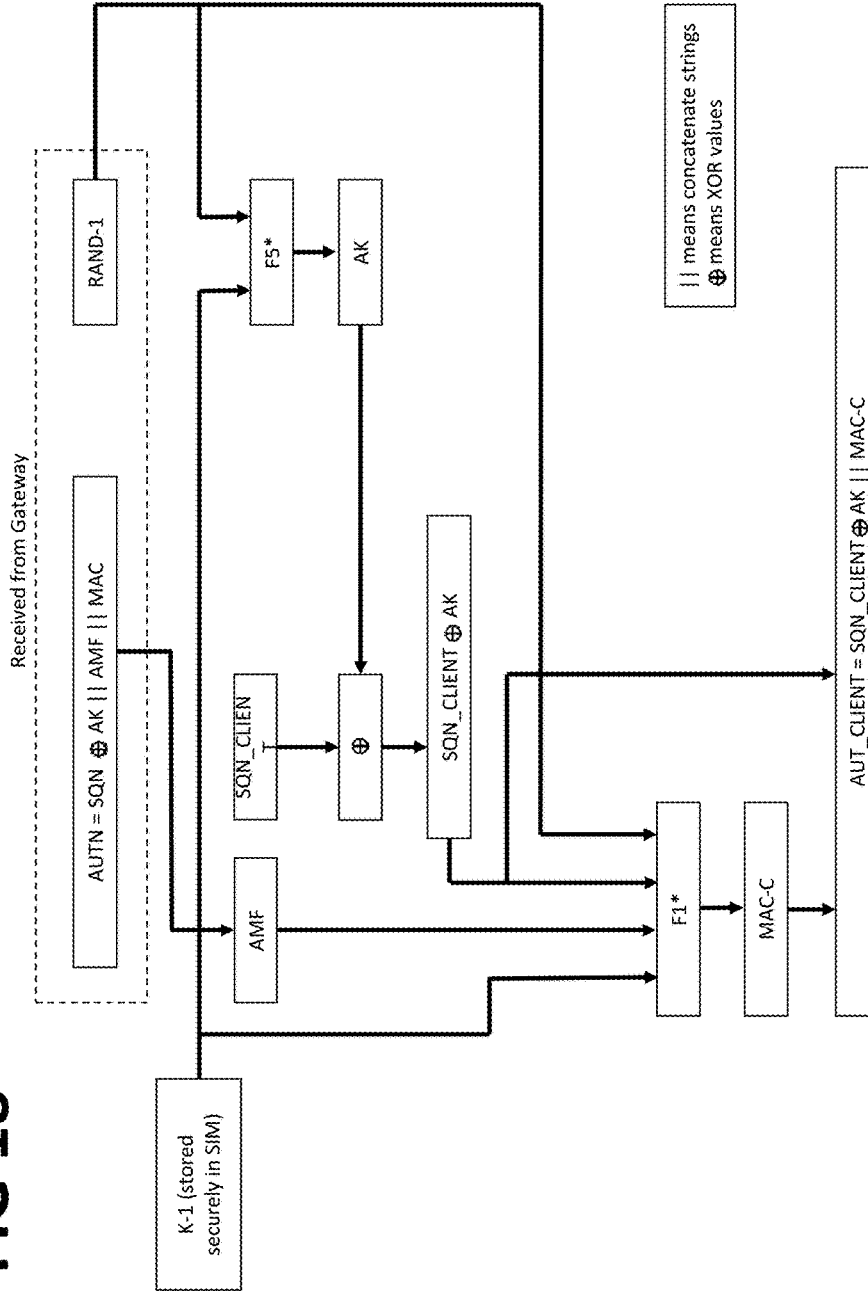 Received from Gateway
AUTN = SQN ⊕ AK || AMF || MAC
RAND-1
K-1 (stored
securely in SIM)
AMF
SQN_CLIEN
T
F5*
⊕
AK
SQN_CLIENT ⊕ AK
F1*
MAC-C
|| means concatenate strings
⊕ means XOR values
AUT_CLIENT = SQN_CLIENT ⊕ AK || MAC-C